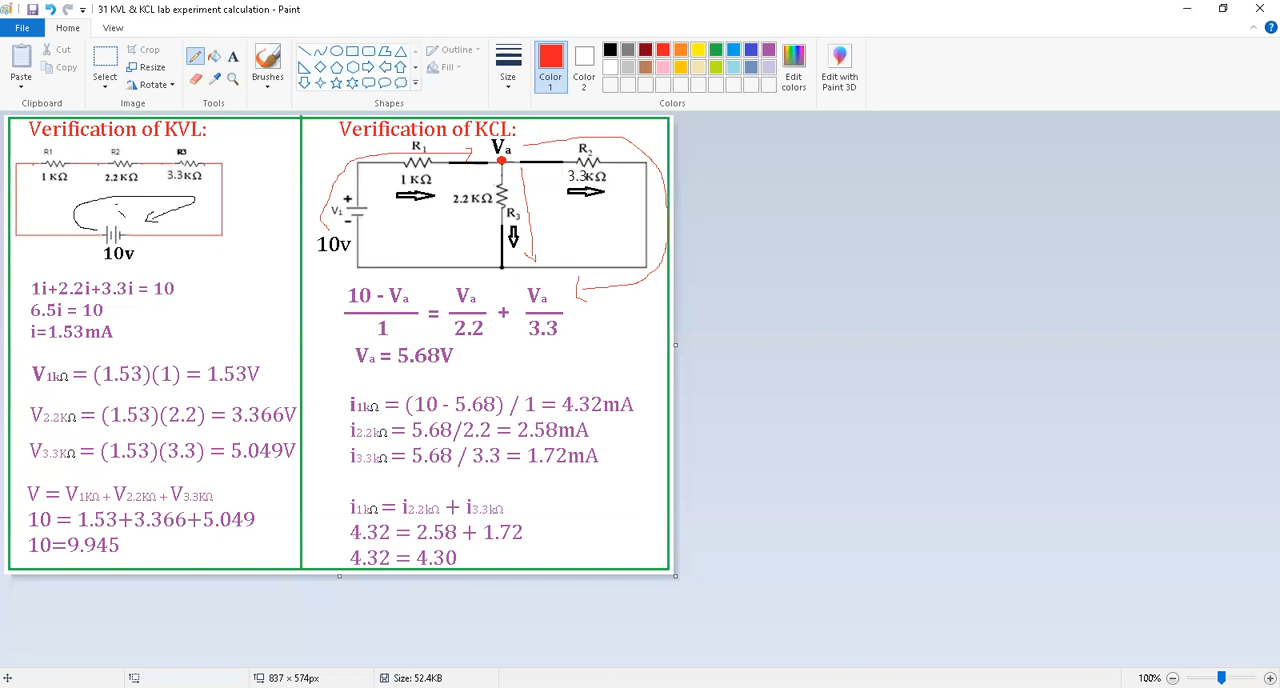 31 KVL & KCL lab experiment calculation - Paint
File
Home
View
Paste
Cut
Copy
Clipboard
Select
Crop
Resize
Rotate
Image
A
Tools
Brushes
Outline
Fill
Shapes
Size
Color
1
Color
2
Edit
colors
Edit with
Paint 3D
Colors
Verification of KVL:
R1 R2 R3
1 KΩ 2.2KΩ 3.3KΩ
10v
1i+2.2i+3.3i = 10
6.5i = 10
i=1.53mA
V1kΩ = (1.53)(1) = 1.53V
V2.2KΩ = (1.53)(2.2) = 3.366V
V3.3KΩ = (1.53)(3.3) = 5.049V
V = V1KΩ + V2.2KΩ + V3.3KΩ
10 = 1.53+3.366+5.049
10=9.945
Verification of KCL:
R1 Va R2
1 KΩ 3.3KΩ
2.2 KΩ
R3
+
V1
-
10v
10 - Va Va Va
= +
1 2.2 3.3
Va = 5.68V
i1kΩ = (10 - 5.68) / 1 = 4.32mA
i2.2kΩ = 5.68/2.2 = 2.58mA
i3.3kΩ = 5.68 / 3.3 = 1.72mA
i1kΩ = i2.2kΩ + i3.3kΩ
4.32 = 2.58 + 1.72
4.32 = 4.30
837 × 574px
Size: 52.4KB
100%